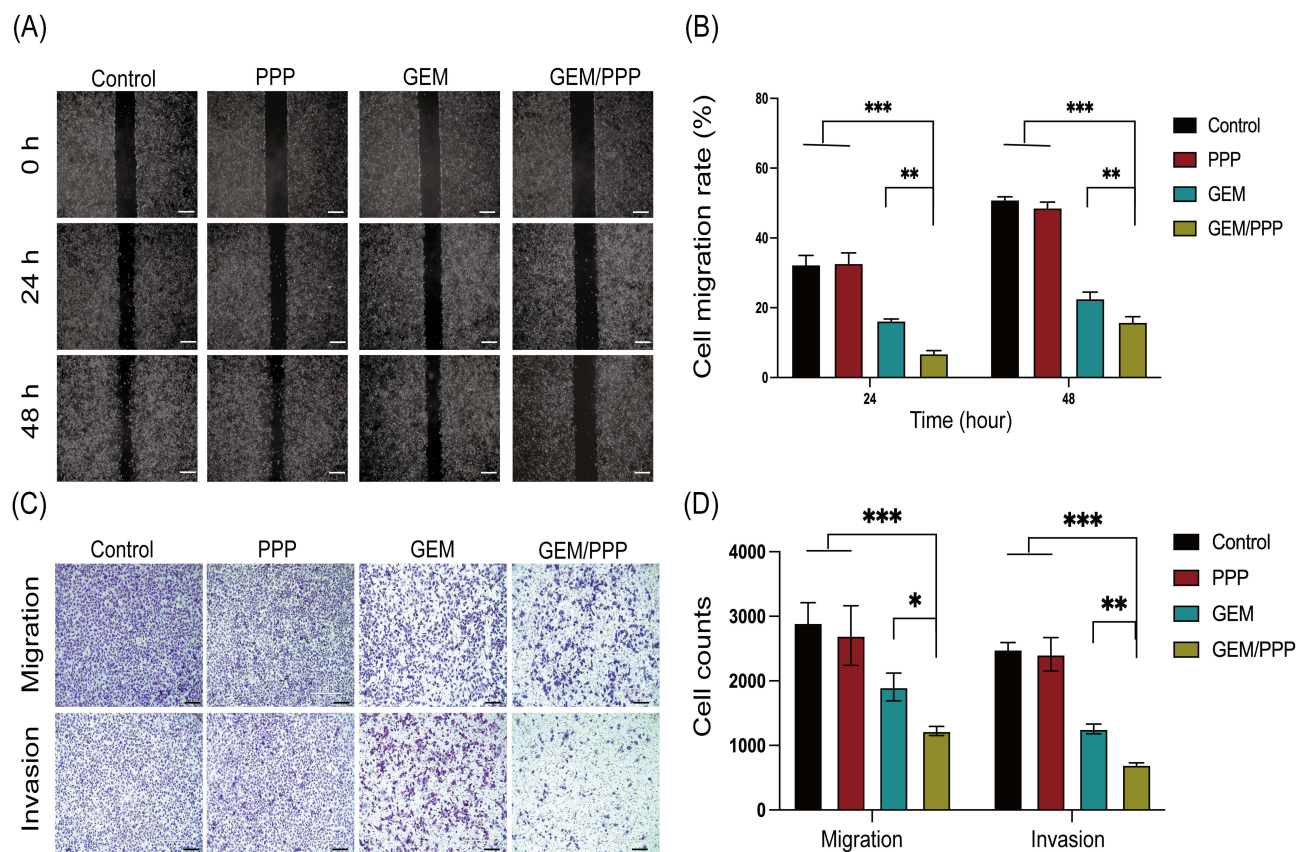 (A)
Control PPP GEM GEM/PPP
0 h
24 h
48 h
(B)
Cell migration rate (%)
80
60
40
20
0
*** ***
** **
24 48
Time (hour)
Control
PPP
GEM
GEM/PPP
(C)
Control PPP GEM GEM/PPP
Migration
Invasion
(D)
Cell counts
4000
3000
2000
1000
0
*** ***
* **
Migration Invasion
Control
PPP
GEM
GEM/PPP